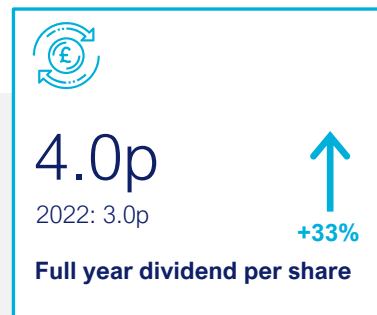 £
4.0p
2022: 3.0p
+33%
Full year dividend per share